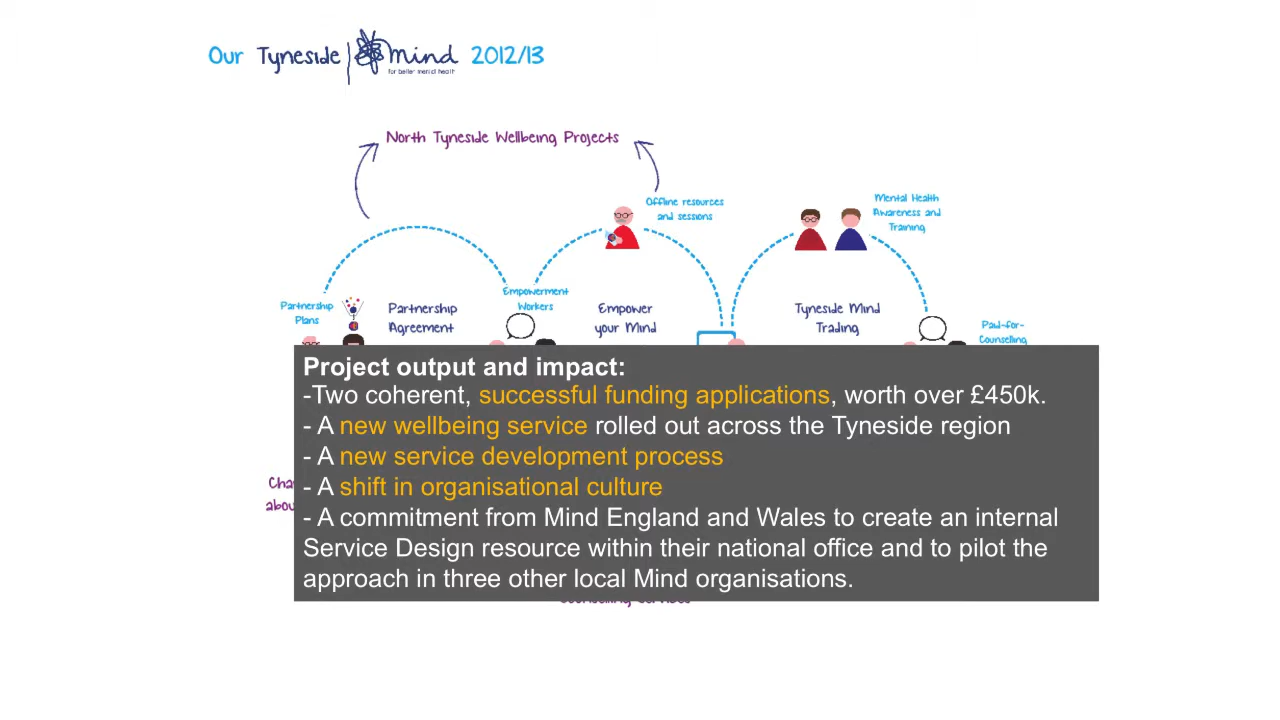 Our Tyneside mind 2012/13
for better mental health
North Tyneside Wellbeing Projects
Offline resources
and sessions
Mental Health
Awareness and
Training
Partnership
Plans
Partnership
Agreement
Empowerment
Workers
Empower
your Mind
Tyneside Mind
Trading
Paid-for-
Counselling
Project output and impact:
-Two coherent, successful funding applications, worth over £450k.
- A new wellbeing service rolled out across the Tyneside region
- A new service development process
- A shift in organisational culture
- A commitment from Mind England and Wales to create an internal
Service Design resource within their national office and to pilot the
approach in three other local Mind organisations.